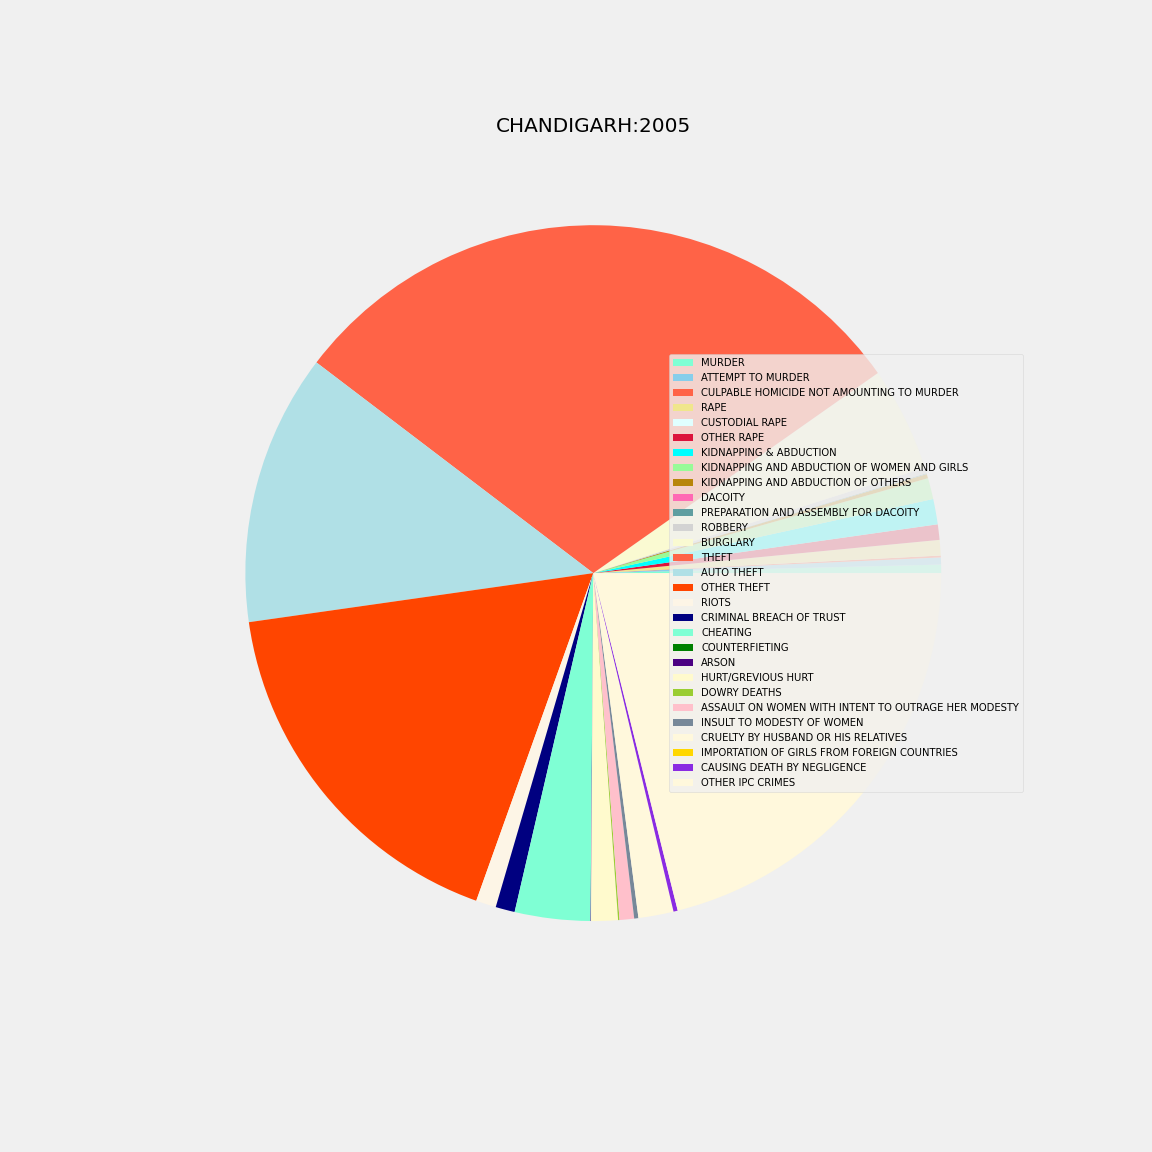 CHANDIGARH:2005
MURDER
ATTEMPT TO MURDER
CULPABLE HOMICIDE NOT AMOUNTING TO MURDER
RAPE
CUSTODIAL RAPE
OTHER RAPE
KIDNAPPING & ABDUCTION
KIDNAPPING AND ABDUCTION OF WOMEN AND GIRLS
KIDNAPPING AND ABDUCTION OF OTHERS
DACOITY
PREPARATION AND ASSEMBLY FOR DACOITY
ROBBERY
BURGLARY
THEFT
AUTO THEFT
OTHER THEFT
RIOTS
CRIMINAL BREACH OF TRUST
CHEATING
COUNTERFIETING
ARSON
HURT/GREVIOUS HURT
DOWRY DEATHS
ASSAULT ON WOMEN WITH INTENT TO OUTRAGE HER MODESTY
INSULT TO MODESTY OF WOMEN
CRUELTY BY HUSBAND OR HIS RELATIVES
IMPORTATION OF GIRLS FROM FOREIGN COUNTRIES
CAUSING DEATH BY NEGLIGENCE
OTHER IPC CRIMES